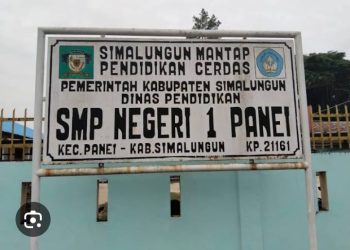 SIMALUNGUN MANTAP
PENDIDIKAN CERDAS
PEMERINTAH KABUPATEN SIMALUNGUN
DINAS PENDIDIKAN
SMP NEGERI 1 PANEI
KEC. PANEI - KAB. SIMALUNGUN KP. 21161